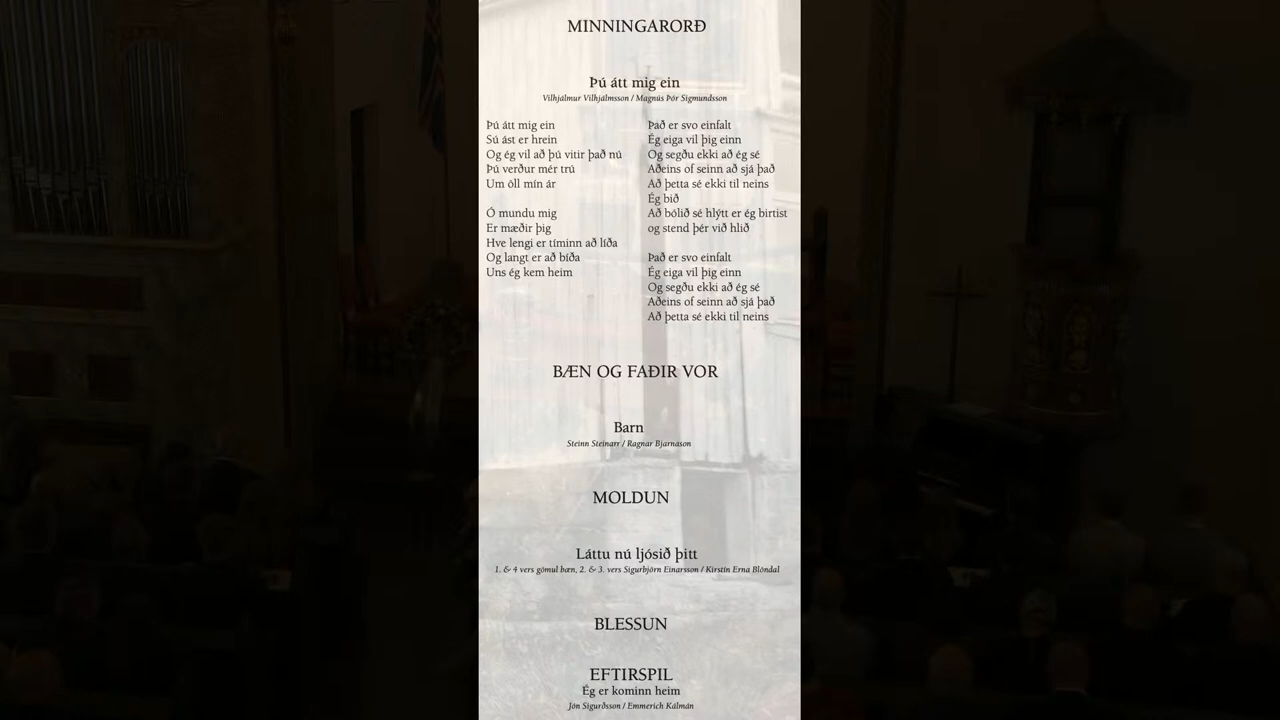 MINNINGARORÐ
Þú átt mig ein
Vilhjálmur Vilhjálmsson / Magnús Þór Sigmundsson
Þú átt mig ein
Sú ást er hrein
Og ég vil að þú vitir það nú
Þú verður mér trú
Um öll mín ár
Ó mundu mig
Er mæðir þig
Hve lengi er tíminn að líða
Og langt er að bíða
Uns ég kem heim
Það er svo einfalt
Ég eiga vil þig einn
Og segðu ekki að ég sé
Aðeins of seinn að sjá það
Að þetta sé ekki til neins
Ég bið
Að bólið sé hlýtt er ég birtist
og stend þér við hlið
Það er svo einfalt
Ég eiga vil þig einn
Og segðu ekki að ég sé
Aðeins of seinn að sjá það
Að þetta sé ekki til neins
BÆN OG FAÐIR VOR
Barn
Steinn Steinarr / Ragnar Bjarnason
MOLDUN
Láttu nú ljósið þitt
1. & 4 vers gömul bæn, 2. & 3. vers Sigurbjörn Einarsson / Kirstín Erna Blöndal
BLESSUN
EFTIRSPIL
Ég er kominn heim
Jón Sigurðsson / Emmerich Kálmán